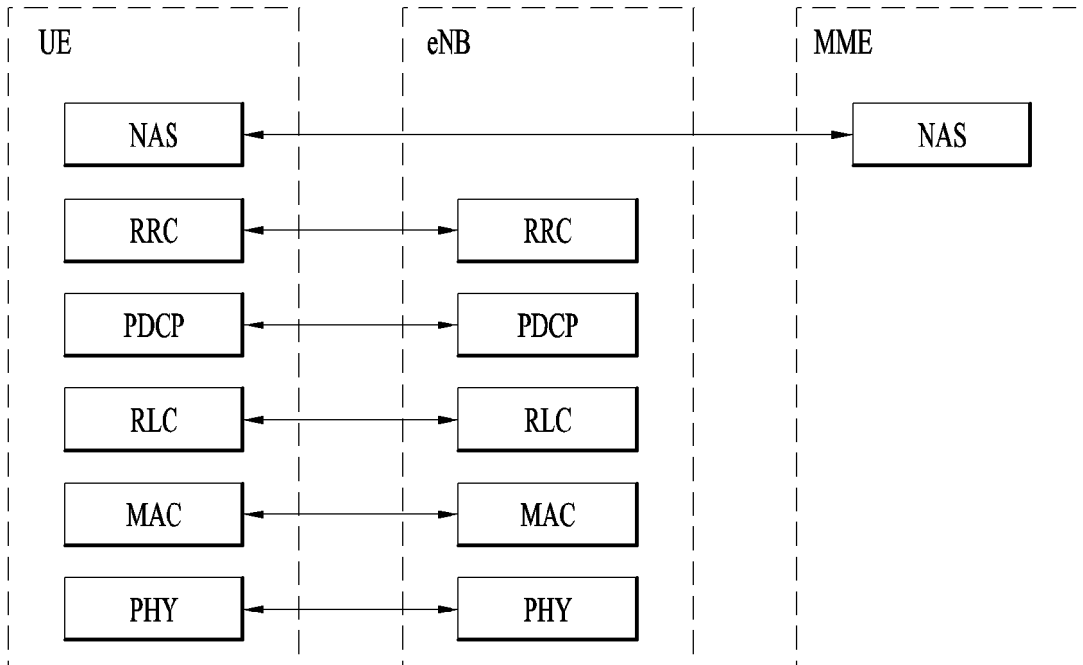 UE eNB MME
NAS NAS
RRC RRC
PDCP PDCP
RLC RLC
MAC MAC
PHY PHY